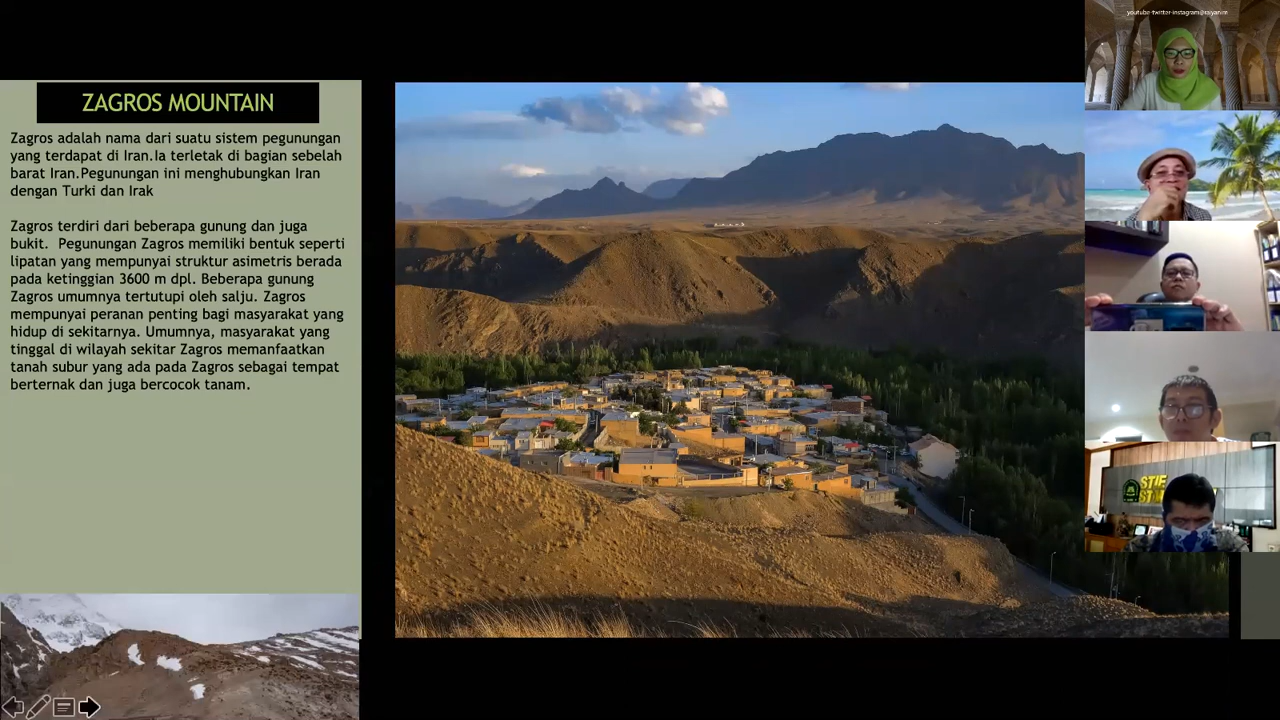 ZAGROS MOUNTAIN
Zagros adalah nama dari suatu sistem pegunungan
yang terdapat di Iran.Ia terletak di bagian sebelah
barat Iran.Pegunungan ini menghubungkan Iran
dengan Turki dan Irak
Zagros terdiri dari beberapa gunung dan juga
bukit.  Pegunungan Zagros memiliki bentuk seperti
lipatan yang mempunyai struktur asimetris berada
pada ketinggian 3600 m dpl. Beberapa gunung
Zagros umumnya tertutupi oleh salju. Zagros
mempunyai peranan penting bagi masyarakat yang
hidup di sekitarnya. Umumnya, masyarakat yang
tinggal di wilayah sekitar Zagros memanfaatkan
tanah subur yang ada pada Zagros sebagai tempat
berternak dan juga bercocok tanam.
youtube-twitter-instagram@raiyanim